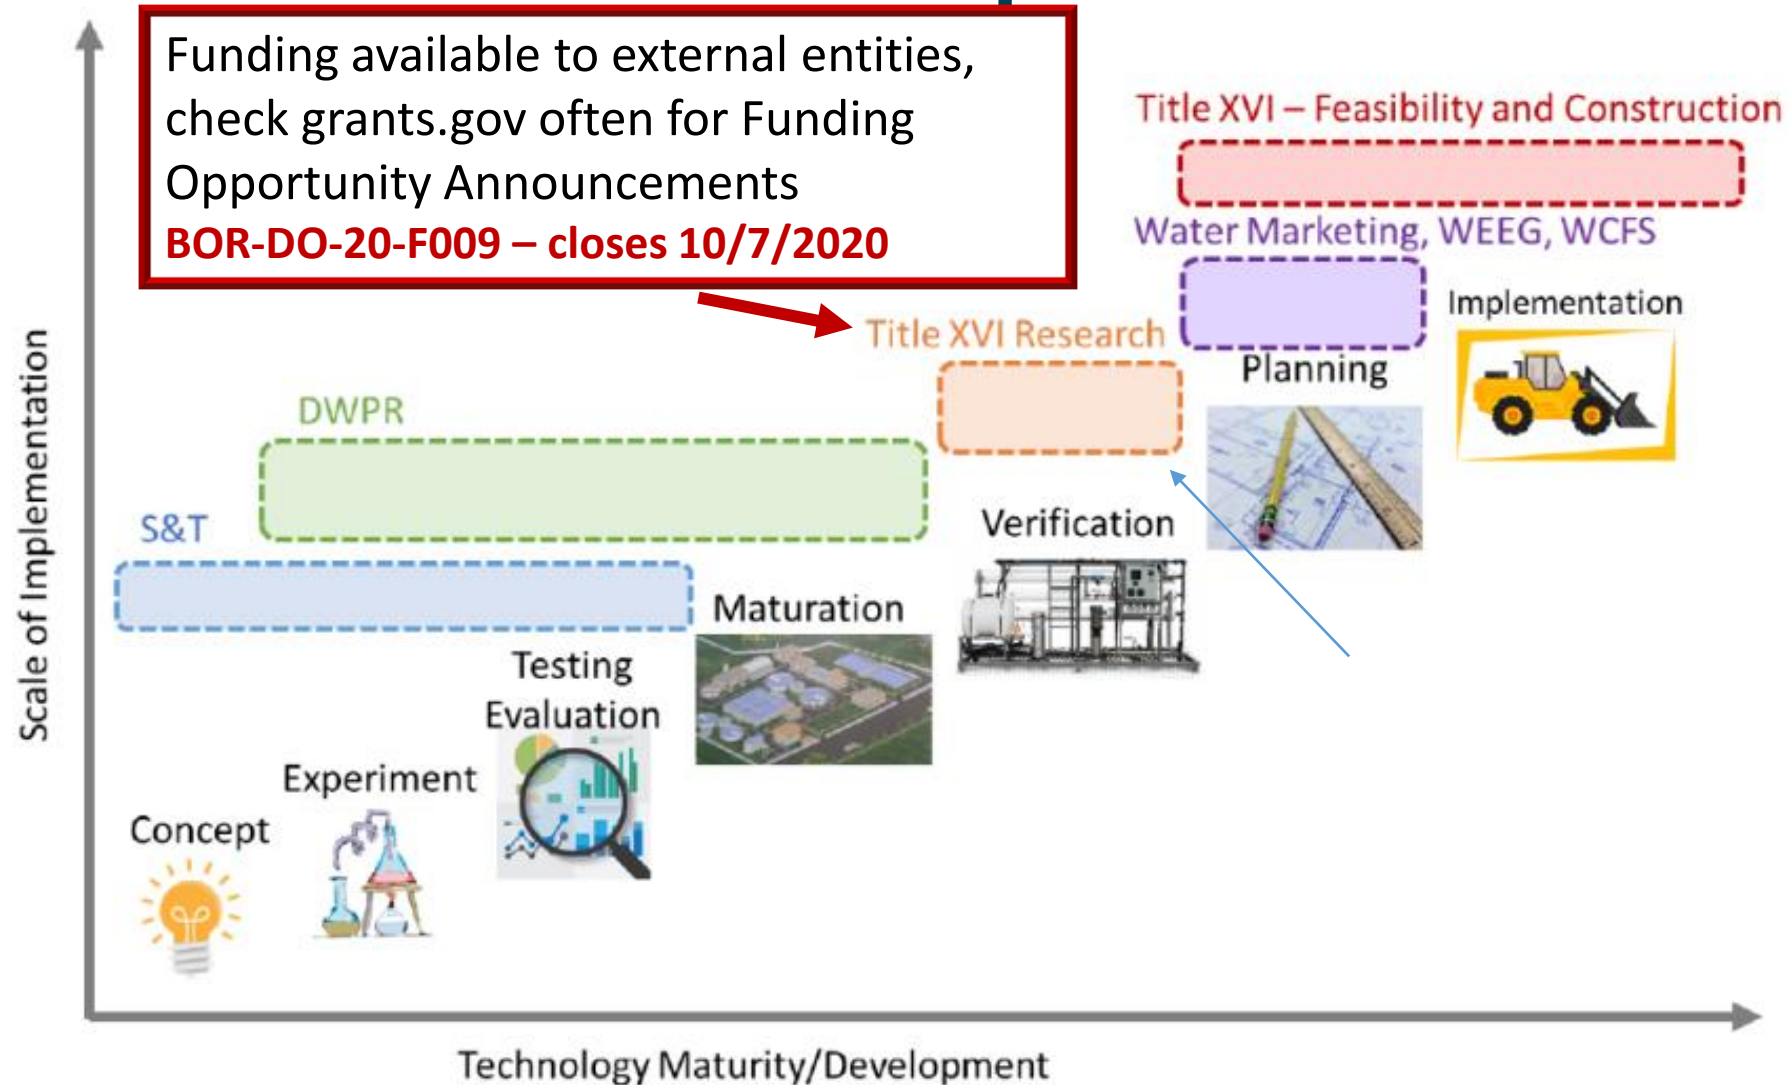 Funding available to external entities,
check grants.gov often for Funding
Opportunity Announcements
BOR-DO-20-F009 – closes 10/7/2020
Title XVI – Feasibility and Construction
Water Marketing, WEEG, WCFS
Implementation
Title XVI Research
Planning
DWPR
Verification
S&T
Maturation
Testing
Evaluation
Experiment
Concept
Scale of Implementation
Technology Maturity/Development